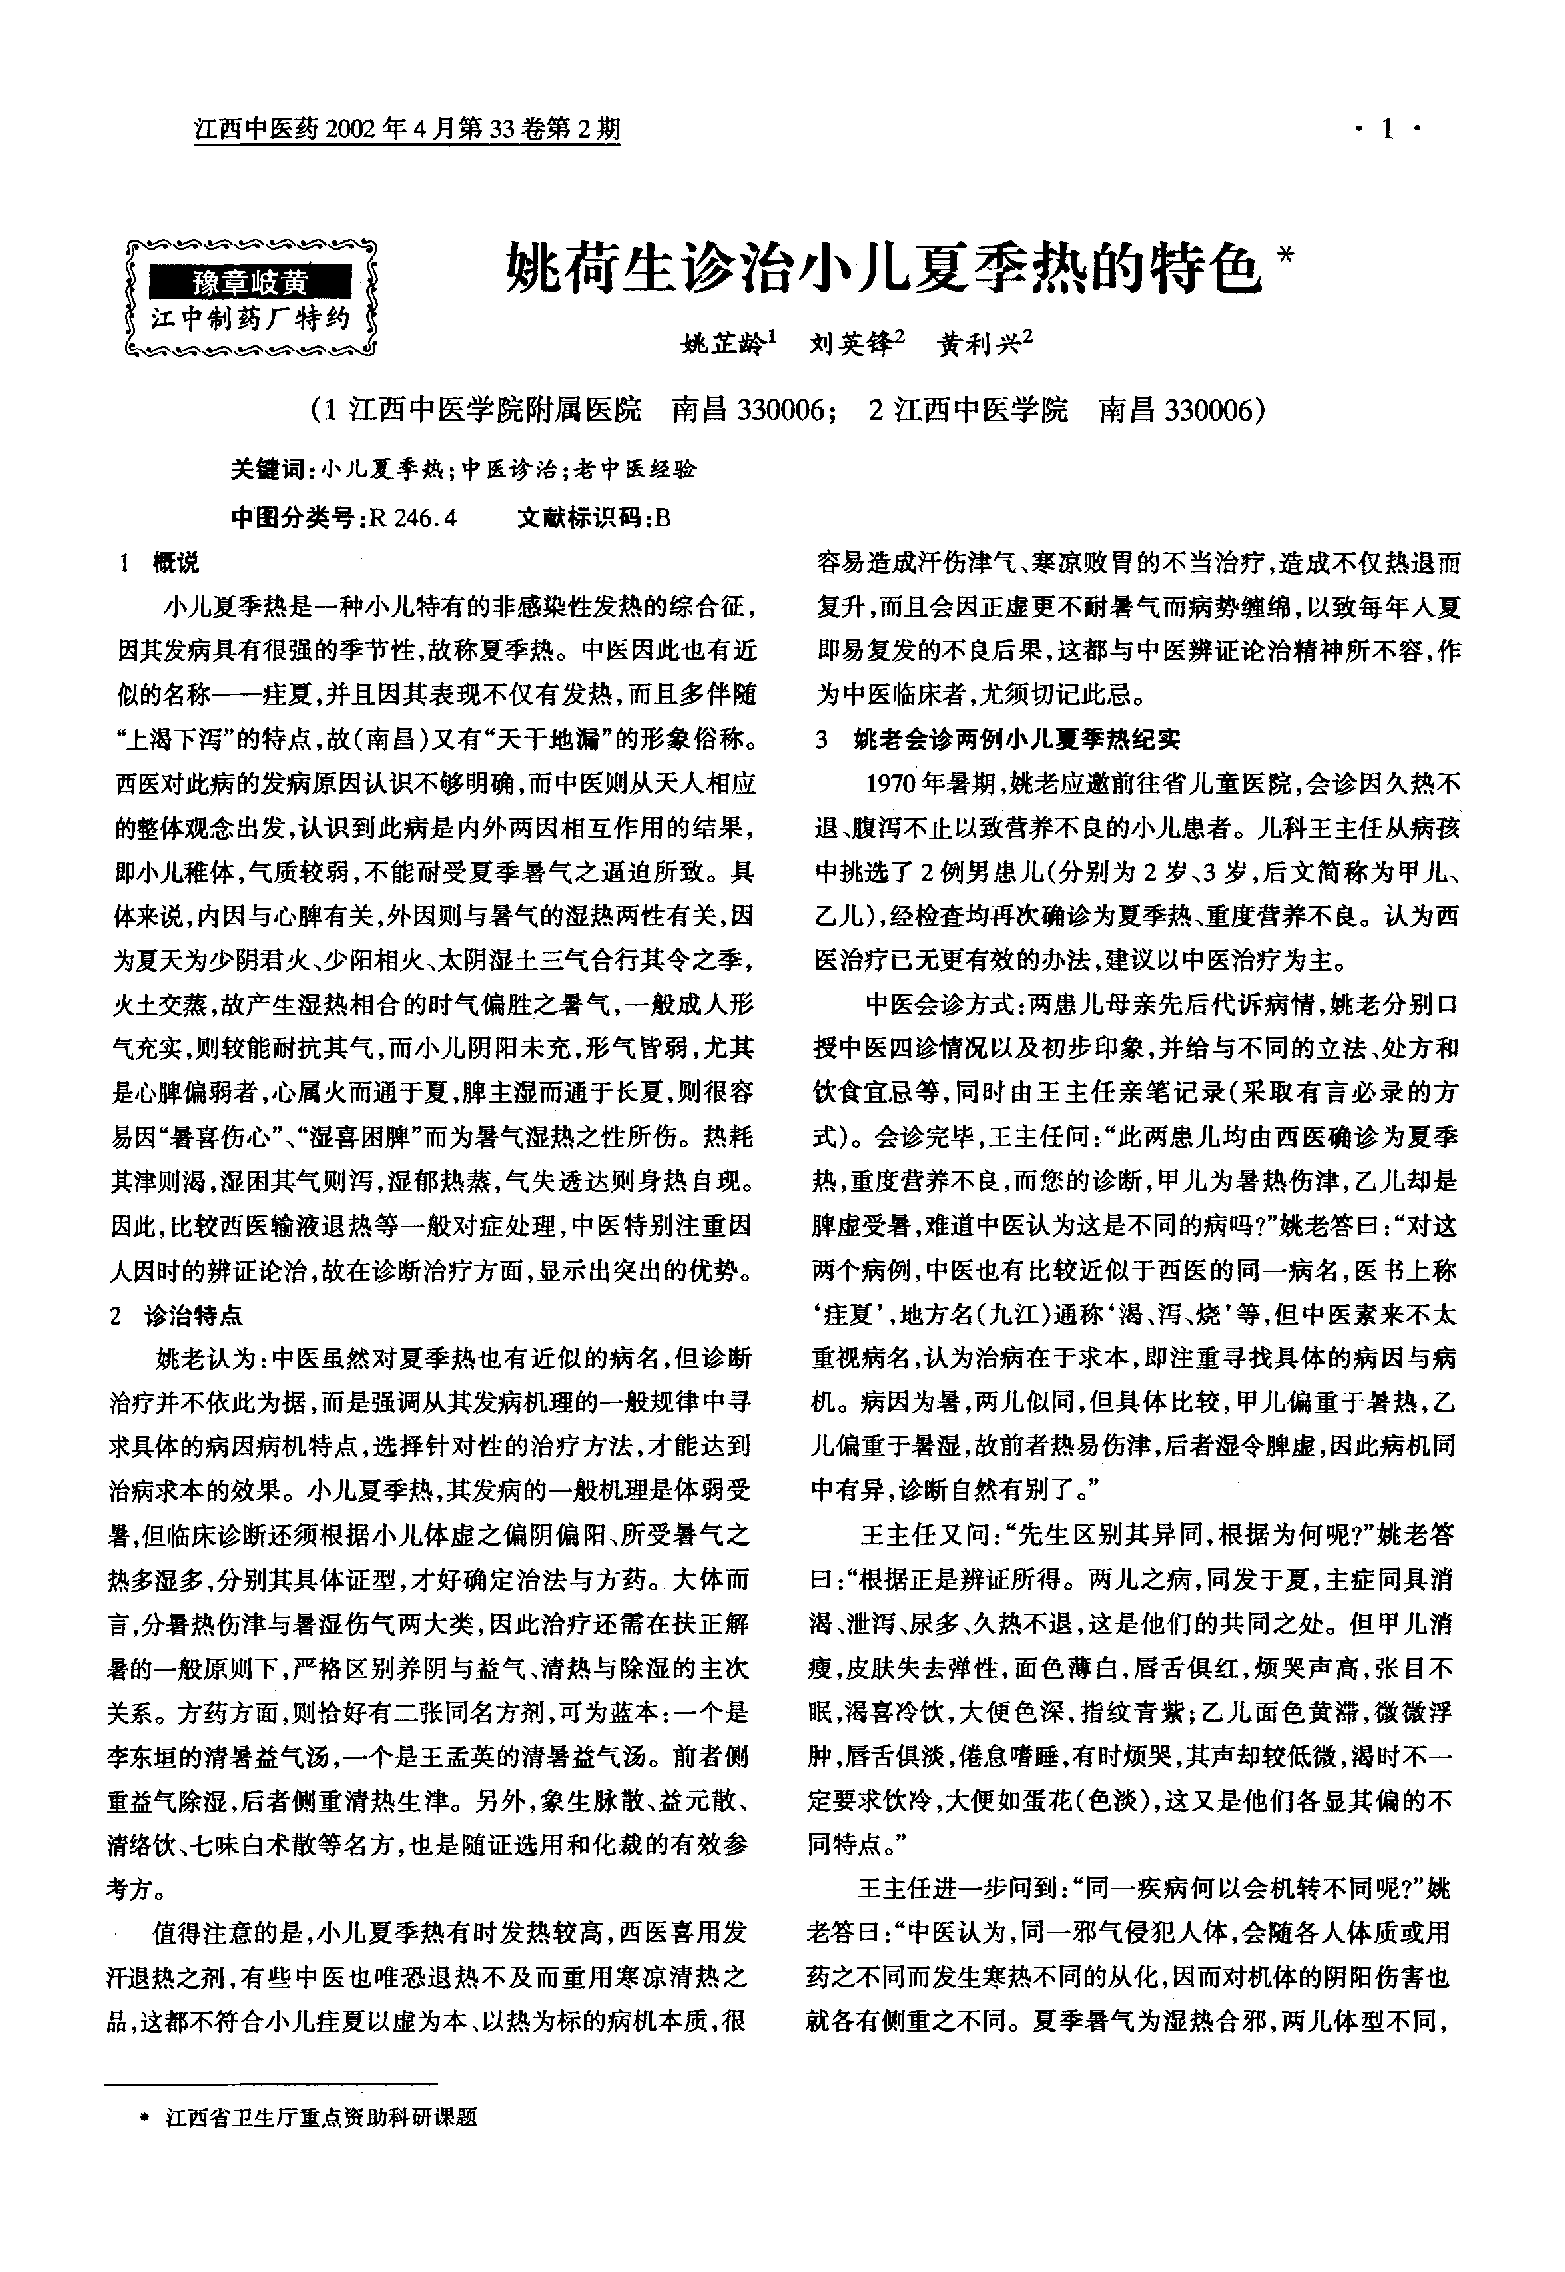 江西中医药2002年4月第33卷第2期
·1·
豫章岐黄
江中制药厂特约
姚荷生诊治小儿夏季热的特色*
姚芷龄1 刘英锋2 黄利兴2
(1江西中医学院附属医院 南昌330006; 2江西中医学院 南昌330006)
关键词:小儿夏季热;中医诊治;老中医经验
中图分类号:R 246.4 文献标识码:B
1 概说
小儿夏季热是一种小儿特有的非感染性发热的综合征,
因其发病具有很强的季节性,故称夏季热。中医因此也有近
似的名称——疰夏,并且因其表现不仅有发热,而且多伴随
“上渴下泻”的特点,故(南昌)又有“天干地漏”的形象俗称。
西医对此病的发病原因认识不够明确,而中医则从天人相应
的整体观念出发,认识到此病是内外两因相互作用的结果,
即小儿稚体,气质较弱,不能耐受夏季暑气之逼迫所致。具
体来说,内因与心脾有关,外因则与暑气的湿热两性有关,因
为夏天为少阴君火、少阳相火、太阴湿土三气合行其令之季,
火土交蒸,故产生湿热相合的时气偏胜之暑气,一般成人形
气充实,则较能耐抗其气,而小儿阴阳未充,形气皆弱,尤其
是心脾偏弱者,心属火而通于夏,脾主湿而通于长夏,则很容
易因“暑喜伤心”、“湿喜困脾”而为暑气湿热之性所伤。热耗
其津则渴,湿困其气则泻,湿郁热蒸,气失透达则身热自现。
因此,比较西医输液退热等一般对症处理,中医特别注重因
人因时的辨证论治,故在诊断治疗方面,显示出突出的优势。
2 诊治特点
姚老认为:中医虽然对夏季热也有近似的病名,但诊断
治疗并不依此为据,而是强调从其发病机理的一般规律中寻
求具体的病因病机特点,选择针对性的治疗方法,才能达到
治病求本的效果。小儿夏季热,其发病的一般机理是体弱受
暑,但临床诊断还须根据小儿体虚之偏阴偏阳、所受暑气之
热多湿多,分别其具体证型,才好确定治法与方药。大体而
言,分暑热伤津与暑湿伤气两大类,因此治疗还需在扶正解
暑的一般原则下,严格区别养阴与益气、清热与除湿的主次
关系。方药方面,则恰好有二张同名方剂,可为蓝本:一个是
李东垣的清暑益气汤,一个是王孟英的清暑益气汤。前者侧
重益气除湿,后者侧重清热生津。另外,象生脉散、益元散、
清络饮、七味白术散等名方,也是随证选用和化裁的有效参
考方。
值得注意的是,小儿夏季热有时发热较高,西医喜用发
汗退热之剂,有些中医也唯恐退热不及而重用寒凉清热之
品,这都不符合小儿疰夏以虚为本、以热为标的病机本质,很
容易造成汗伤津气、寒凉败胃的不当治疗,造成不仅热退而
复升,而且会因正虚更不耐暑气而病势缠绵,以致每年人夏
即易复发的不良后果,这都与中医辨证论治精神所不容,作
为中医临床者,尤须切记此忌。
3 姚老会诊两例小儿夏季热纪实
1970年暑期,姚老应邀前往省儿童医院,会诊因久热不
退、腹泻不止以致营养不良的小儿患者。儿科王主任从病孩
中挑选了2例男患儿(分别为2岁、3岁,后文简称为甲儿、
乙儿),经检查均再次确诊为夏季热、重度营养不良。认为西
医治疗已无更有效的办法,建议以中医治疗为主。
中医会诊方式:两患儿母亲先后代诉病情,姚老分别口
授中医四诊情况以及初步印象,并给与不同的立法、处方和
饮食宜忌等,同时由王主任亲笔记录(采取有言必录的方
式)。会诊完毕,王主任问:“此两患儿均由西医确诊为夏季
热,重度营养不良,而您的诊断,甲儿为暑热伤津,乙儿却是
脾虚受暑,难道中医认为这是不同的病吗?”姚老答曰:“对这
两个病例,中医也有比较近似于西医的同一病名,医书上称
‘疰夏’,地方名(九江)通称‘渴、泻、烧’等,但中医素来不太
重视病名,认为治病在于求本,即注重寻找具体的病因与病
机。病因为暑,两儿似同,但具体比较,甲儿偏重于暑热,乙
儿偏重于暑湿,故前者热易伤津,后者湿令脾虚,因此病机同
中有异,诊断自然有别了。”
王主任又问:“先生区别其异同,根据为何呢?”姚老答
曰:“根据正是辨证所得。两儿之病,同发于夏,主症同具消
渴、泄泻、尿多、久热不退,这是他们的共同之处。但甲儿消
瘦,皮肤失去弹性,面色薄白,唇舌俱红,烦哭声高,张目不
眠,渴喜冷饮,大便色深,指纹青紫;乙儿面色黄滞,微微浮
肿,唇舌俱淡,倦怠嗜睡,有时烦哭,其声却较低微,渴时不一
定要求饮冷,大便如蛋花(色淡),这又是他们各显其偏的不
同特点。”
王主任进一步问到:“同一疾病何以会机转不同呢?”姚
老答曰:“中医认为,同一邪气侵犯人体,会随各人体质或用
药之不同而发生寒热不同的从化,因而对机体的阴阳伤害也
就各有侧重之不同。夏季暑气为湿热合邪,两儿体型不同,
* 江西省卫生厅重点资助科研课题